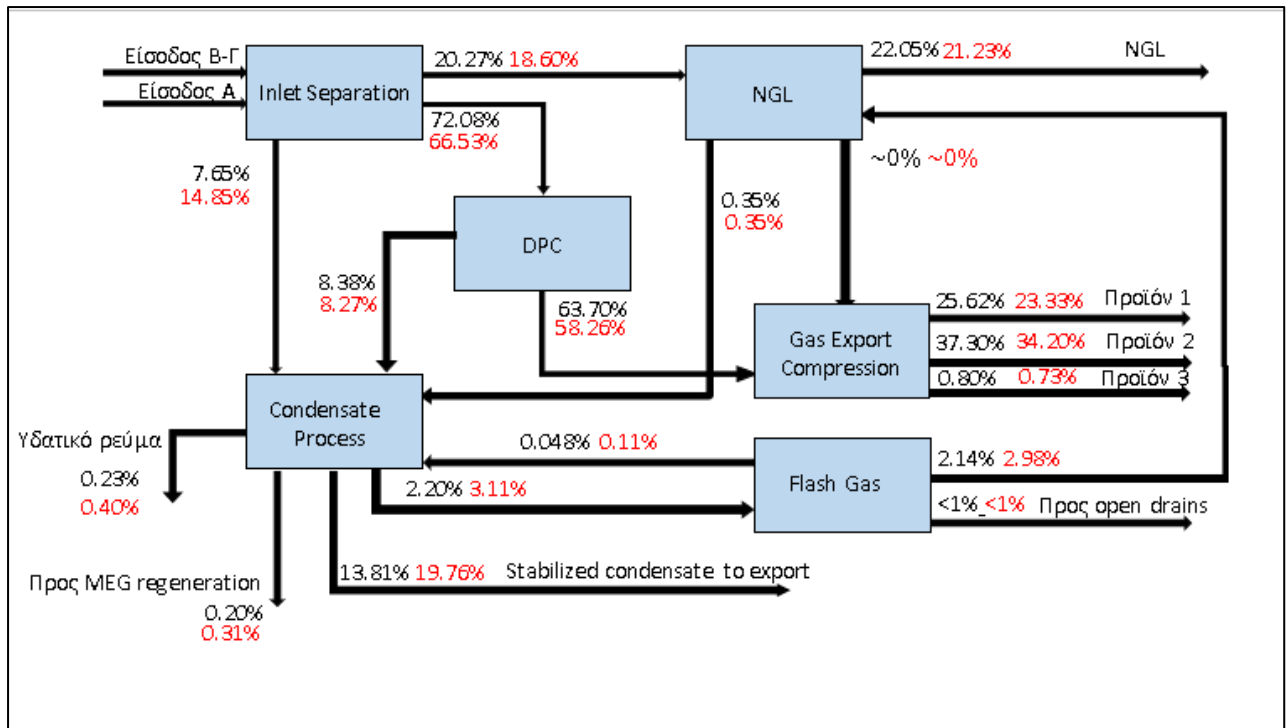 Είσοδος Β-Γ
Είσοδος Α
Inlet Separation
20.27% 18.60%
NGL
22.05% 21.23%
NGL
72.08%
66.53%
7.65%
14.85%
~0% ~0%
0.35%
0.35%
DPC
8.38%
8.27%
63.70%
58.26%
Gas Export
Compression
25.62% 23.33% Προϊόν 1
37.30% 34.20% Προϊόν 2
0.80% 0.73% Προϊόν 3
Condensate
Process
Υδατικό ρεύμα
0.23%
0.40%
0.048% 0.11%
2.20% 3.11%
Flash Gas
2.14% 2.98%
<1%_<1% Προς open drains
13.81% 19.76% Stabilized condensate to export
Προς MEG regeneration
0.20%
0.31%